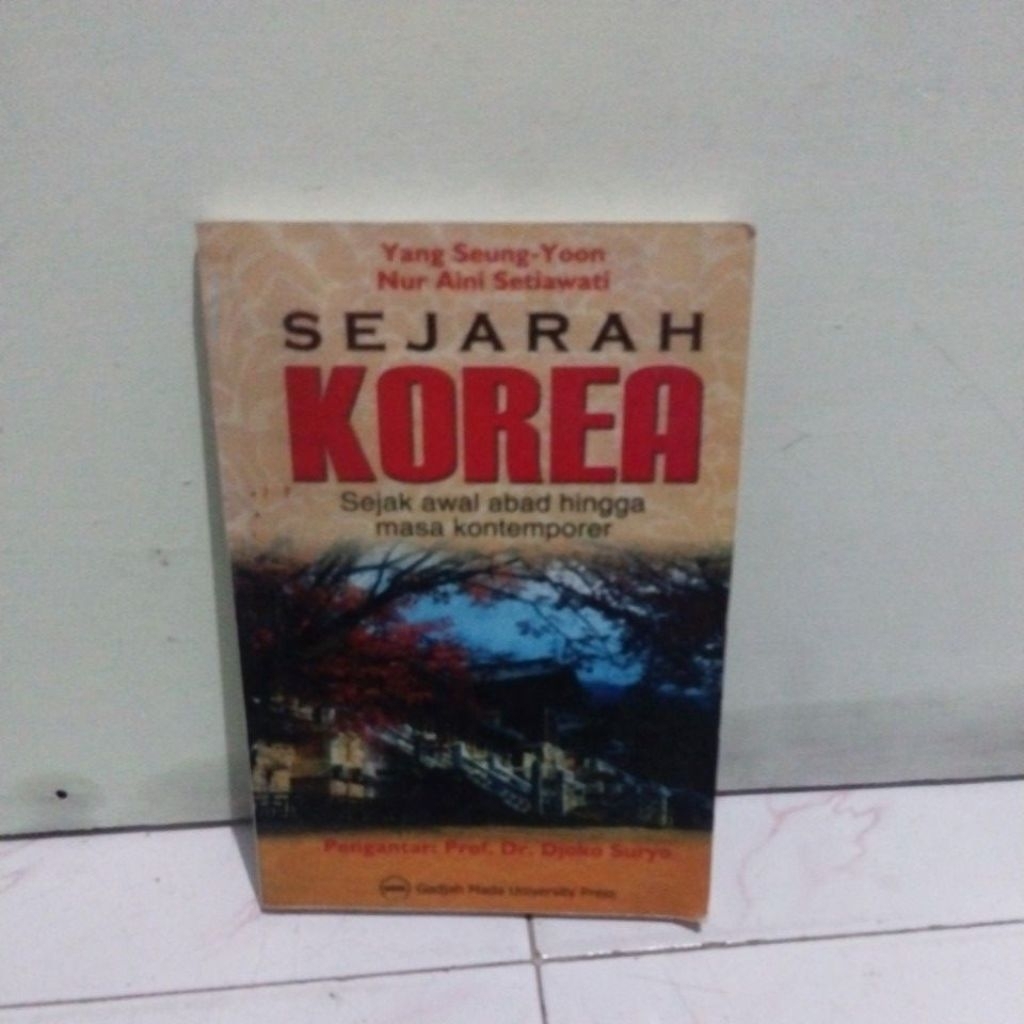 Yang Seung-Yoon
Nur Aini Setiawati
SEJARAH
KOREA
Sejak awal abad hingga
masa kontemporer
Pengantar: Prof. Dr. Djoko Suryo
Gadjah Mada University Press